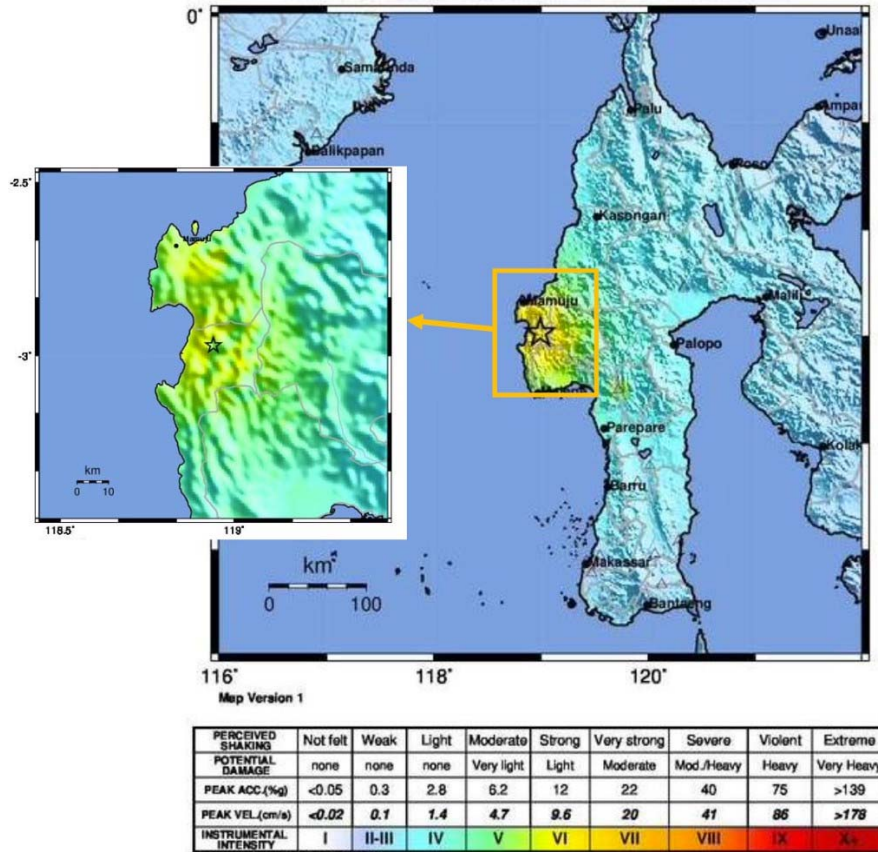 0°
Unaa
Samarinda
Palu
Ampar
Balikpapan
Poso
-2.5°
Mamuju
Kasongan
Mamuju
Malili
-3°
Palopo
km
0 10
Parepare
Kolak
118.5°
119°
Barru
km
0 100
Makassar
Bantaeng
116°
118°
120°
Map Version 1
PERCEIVED SHAKING Not felt Weak Light Moderate Strong Very strong Severe Violent Extreme
POTENTIAL DAMAGE none none none Very light Light Moderate Mod./Heavy Heavy Very Heavy
PEAK ACC.(%g) <0.05 0.3 2.8 6.2 12 22 40 75 >139
PEAK VEL.(cm/s) <0.02 0.1 1.4 4.7 9.6 20 41 86 >178
INSTRUMENTAL INTENSITY I II-III IV V VI VII VIII IX X+